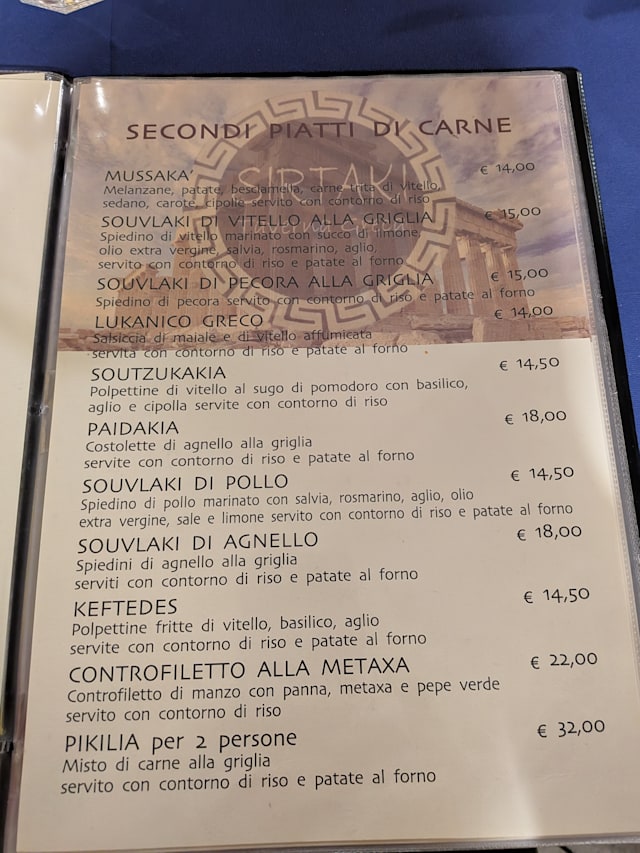 SECONDI PIATTI DI CARNE
SIRTAKI
MUSSAKA' € 14,00
Melanzane, patate, besciamella, carne trita di vitello,
sedano, carote, cipolle servito con contorno di riso
SOUVLAKI DI VITELLO ALLA GRIGLIA € 15,00
Spiedino di vitello marinato con succo di limone,
olio extra vergine, salvia, rosmarino, aglio,
servito con contorno di riso e patate al forno
SOUVLAKI DI PECORA ALLA GRIGLIA € 15,00
Spiedino di pecora servito con contorno di riso e patate al forno
LUKANICO GRECO € 14,00
Salsiccia di maiale e di vitello affumicata
servita con contorno di riso e patate al forno
SOUTZUKAKIA € 14,50
Polpettine di vitello al sugo di pomodoro con basilico,
aglio e cipolla servite con contorno di riso
PAIDAKIA € 18,00
Costolette di agnello alla griglia
servite con contorno di riso e patate al forno
SOUVLAKI DI POLLO € 14,50
Spiedino di pollo marinato con salvia, rosmarino, aglio, olio
extra vergine, sale e limone servito con contorno di riso e patate al forno
SOUVLAKI DI AGNELLO € 18,00
Spiedini di agnello alla griglia
serviti con contorno di riso e patate al forno
KEFTEDES € 14,50
Polpettine fritte di vitello, basilico, aglio
servite con contorno di riso e patate al forno
CONTROFILETTO ALLA METAXA € 22,00
Controfiletto di manzo con panna, metaxa e pepe verde
servito con contorno di riso
PIKILIA per 2 persone € 32,00
Misto di carne alla griglia
servito con contorno di riso e patate al forno